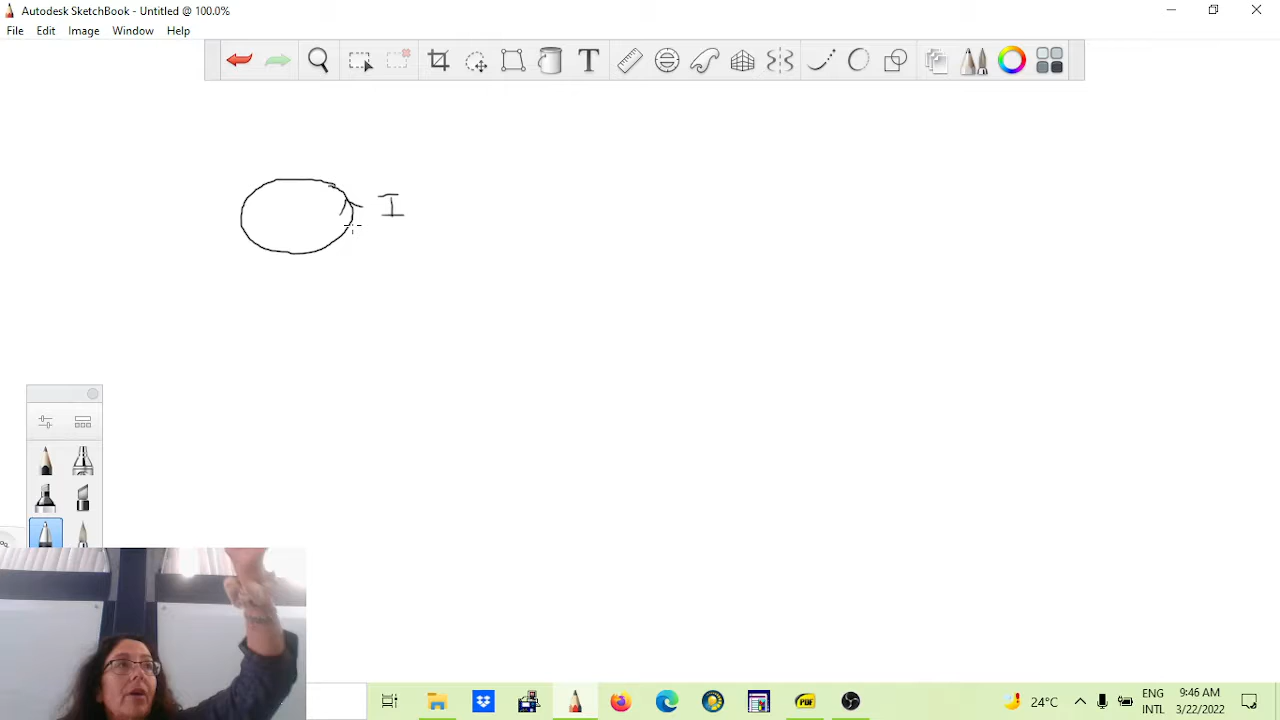 Autodesk SketchBook - Untitled @ 100.0%
File Edit Image Window Help
T
I
PDF
24°C
ENG
INTL
9:46 AM
3/22/2022